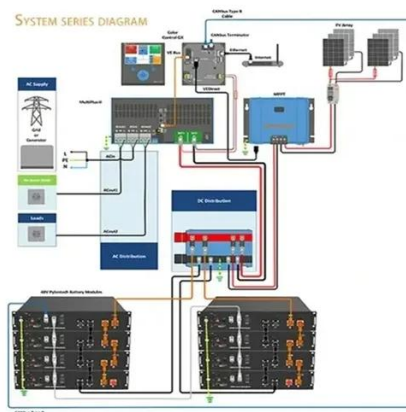 SYSTEM SERIES DIAGRAM
CANbus Type B
Cable
Color
Control GX
CANbus Terminator
PV Array
VE Bus
Ethernet
Internet
AC Supply
VE Direct
MultiPlus-II
MPPT
Grid
or
Generator
L
PE
N
ACin
ACout1
DC Distribution
Loads
ACout2
AC Distribution
48V Pylontech Battery Modules